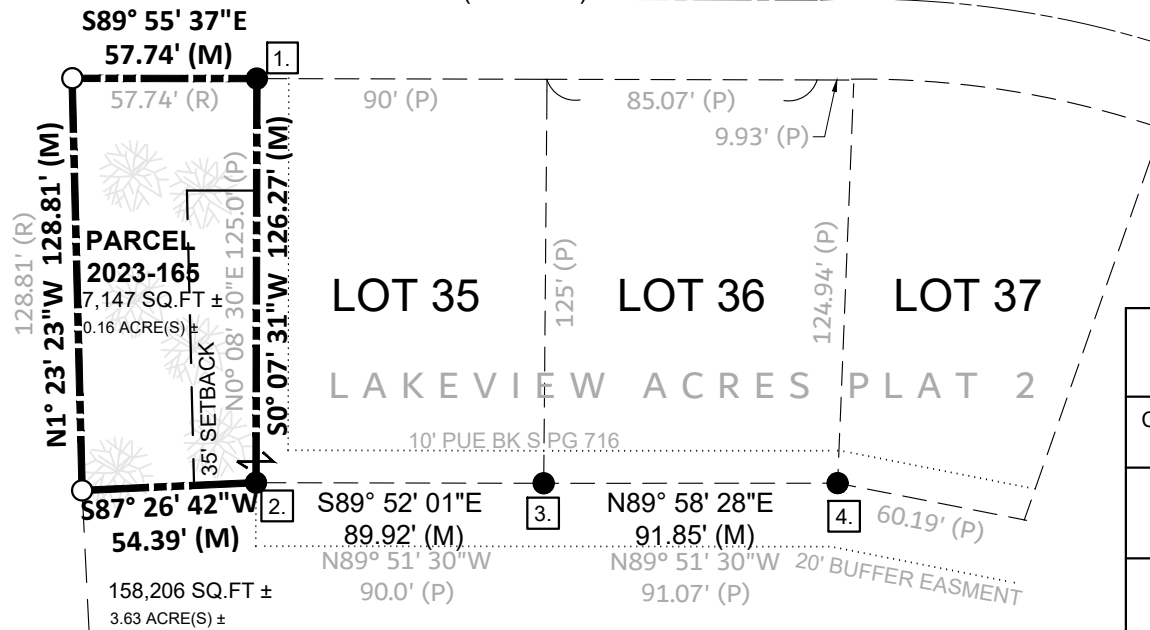 S89° 55' 37"E
57.74' (M)
57.74' (R)
1.
90' (P)
85.07' (P)
9.93' (P)
128.81' (R)
N1° 23' 23"W 128.81' (M)
PARCEL
2023-165
7,147 SQ.FT ±
0.16 ACRE(S) ±
35' SETBACK
N0° 08' 30"E 125.0' (P)
S0° 07' 31"W 126.27' (M)
LOT 35
125' (P)
LOT 36
124.94' (P)
LOT 37
LAKEVIEW ACRES PLAT 2
10' PUE BK S PG 716
S87° 26' 42"W
54.39' (M)
2.
S89° 52' 01"E
89.92' (M)
N89° 51' 30"W
90.0' (P)
3.
N89° 58' 28"E
91.85' (M)
N89° 51' 30"W
91.07' (P)
4.
60.19' (P)
20' BUFFER EASMENT
158,206 SQ.FT ±
3.63 ACRE(S) ±